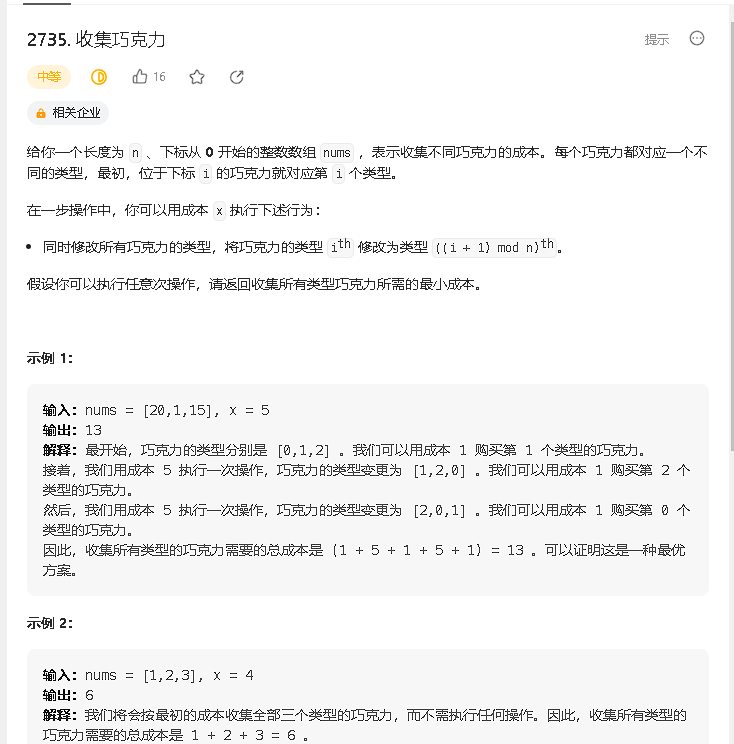 2735. 收集巧克力
提示
中等
16
相关企业
给你一个长度为 n 、下标从 0 开始的整数数组 nums ，表示收集不同巧克力的成本。每个巧克力都对应一个不
同的类型，最初，位于下标 i 的巧克力就对应第 i 个类型。
在一步操作中，你可以用成本 x 执行下述行为：
• 同时修改所有巧克力的类型，将巧克力的类型 ith 修改为类型 ((i + 1) mod n)th。
假设你可以执行任意次操作，请返回收集所有类型巧克力所需的最小成本。
示例 1：
输入：nums = [20,1,15], x = 5
输出：13
解释：最开始，巧克力的类型分别是 [0,1,2] 。我们可以用成本 1 购买第 1 个类型的巧克力。
接着，我们用成本 5 执行一次操作，巧克力的类型变更为 [1,2,0] 。我们可以用成本 1 购买第 2 个
类型的巧克力。
然后，我们用成本 5 执行一次操作，巧克力的类型变更为 [2,0,1] 。我们可以用成本 1 购买第 0 个
类型的巧克力。
因此，收集所有类型的巧克力需要的总成本是 (1 + 5 + 1 + 5 + 1) = 13 。可以证明这是一种最优
方案。
示例 2：
输入：nums = [1,2,3], x = 4
输出：6
解释：我们将会按最初的成本收集全部三个类型的巧克力，而不需执行任何操作。因此，收集所有类型的
巧克力需要的总成本是 1 + 2 + 3 = 6 。